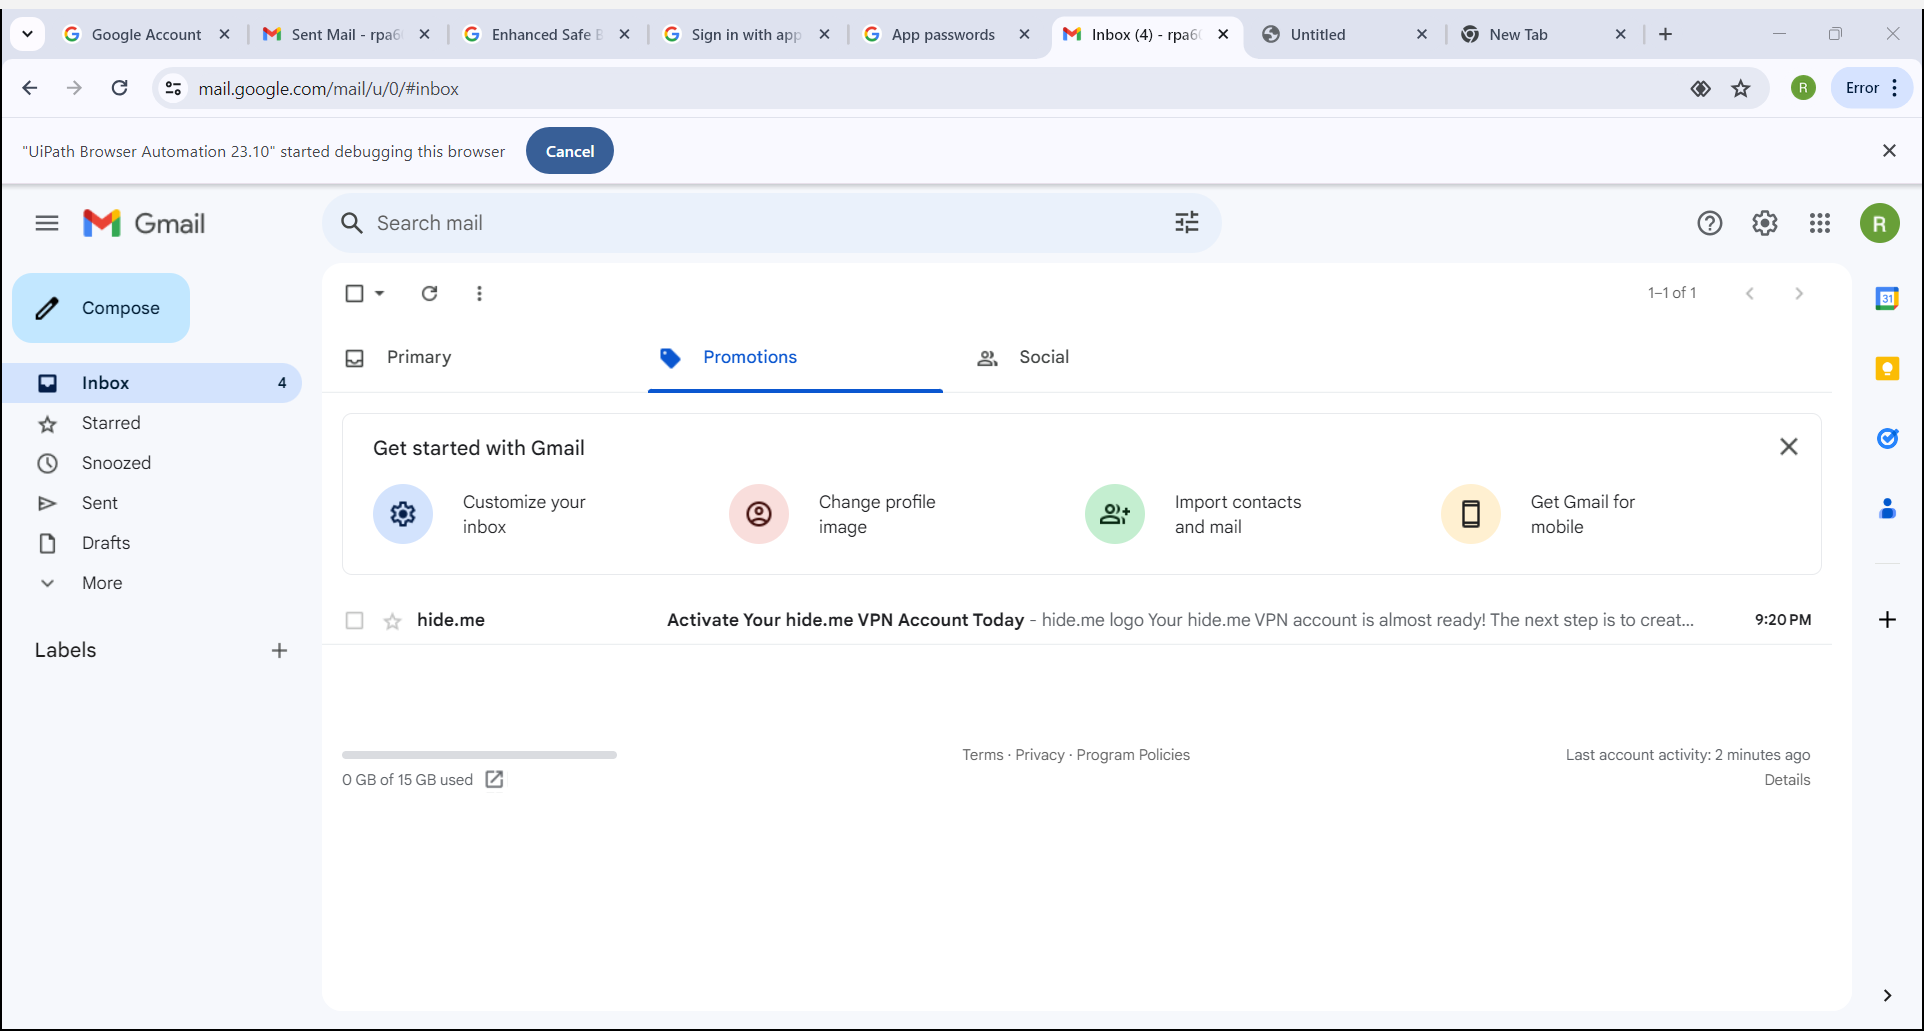 Google Account
Sent Mail - rpa6
Enhanced Safe B
Sign in with app
App passwords
Inbox (4) - rpa6
Untitled
New Tab
mail.google.com/mail/u/0/#inbox
R
Error
"UiPath Browser Automation 23.10" started debugging this browser
Cancel
Gmail
Search mail
R
Compose
1–1 of 1
31
Primary
Promotions
Social
Inbox 4
Starred
Snoozed
Sent
Drafts
More
Labels
Get started with Gmail
Customize your
inbox
Change profile
image
Import contacts
and mail
Get Gmail for
mobile
hide.me Activate Your hide.me VPN Account Today - hide.me logo Your hide.me VPN account is almost ready! The next step is to creat... 9:20 PM
0 GB of 15 GB used
Terms · Privacy · Program Policies
Last account activity: 2 minutes ago
Details